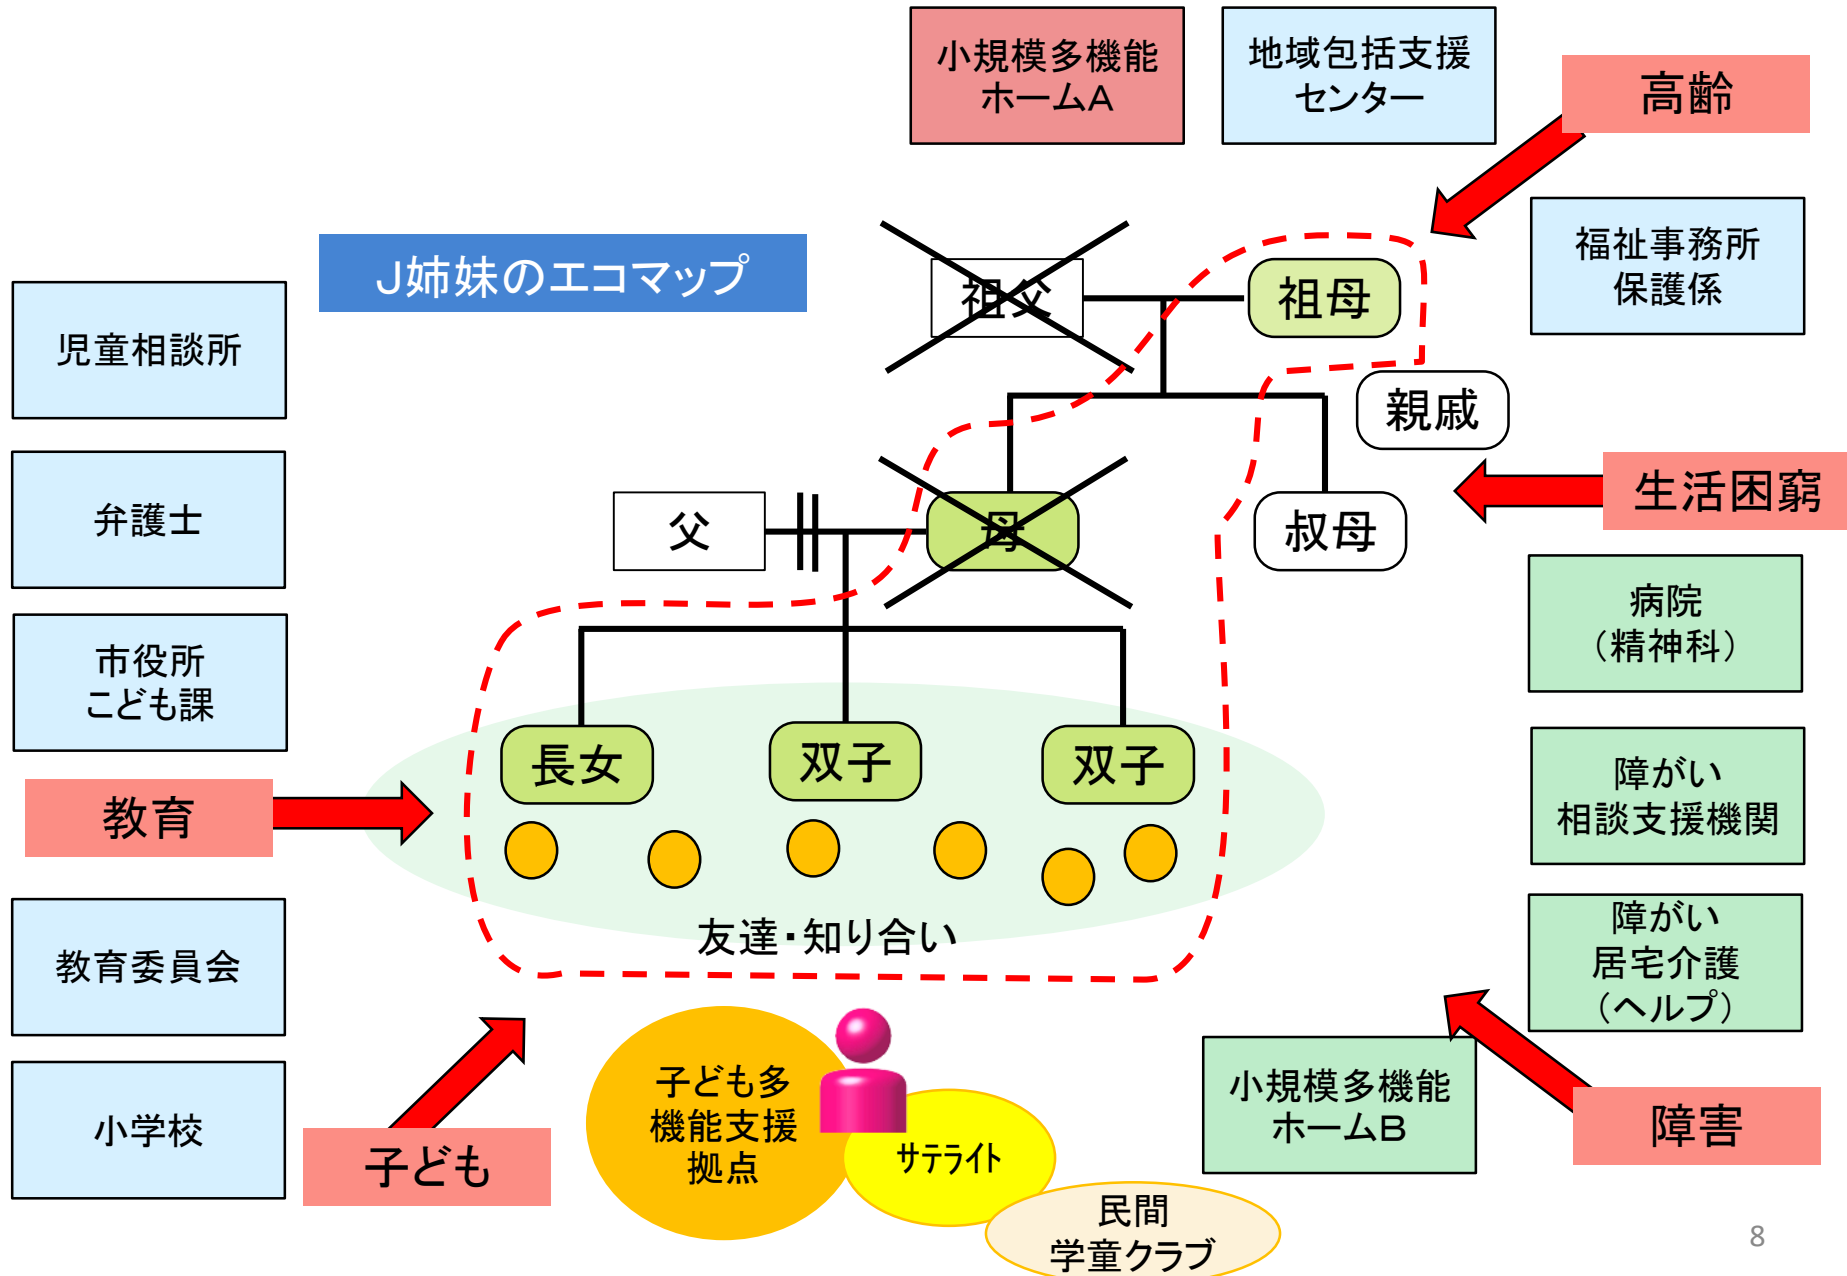 小規模多機能
ホームA
地域包括支援
センター
高齢
福祉事務所
保護係
J姉妹のエコマップ
祖父
祖母
児童相談所
親戚
生活困窮
弁護士
父
母
叔母
病院
（精神科）
市役所
こども課
長女
双子
双子
障がい
相談支援機関
教育
友達・知り合い
教育委員会
障がい
居宅介護
（ヘルプ）
子ども多
機能支援
拠点
小規模多機能
ホームB
小学校
子ども
サテライト
障害
民間
学童クラブ
8